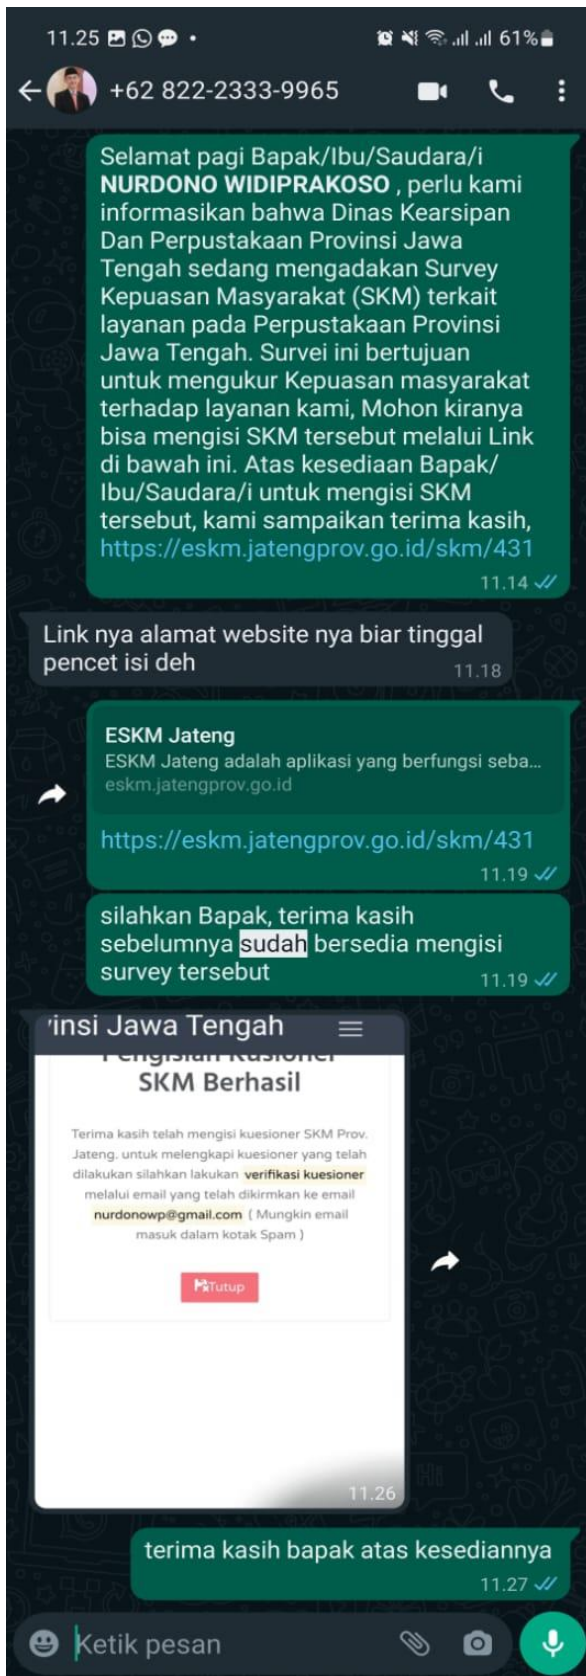 11.25
61%
+62 822-2333-9965
Selamat pagi Bapak/Ibu/Saudara/i
NURDONO WIDIPRAKOSO , perlu kami
informasikan bahwa Dinas Kearsipan
Dan Perpustakaan Provinsi Jawa
Tengah sedang mengadakan Survey
Kepuasan Masyarakat (SKM) terkait
layanan pada Perpustakaan Provinsi
Jawa Tengah. Survei ini bertujuan
untuk mengukur Kepuasan masyarakat
terhadap layanan kami, Mohon kiranya
bisa mengisi SKM tersebut melalui Link
di bawah ini. Atas kesediaan Bapak/
Ibu/Saudara/i untuk mengisi SKM
tersebut, kami sampaikan terima kasih,
https://eskm.jatengprov.go.id/skm/431
11.14
Link nya alamat website nya biar tinggal
pencet isi deh
11.18
ESKM Jateng
ESKM Jateng adalah aplikasi yang berfungsi seba...
eskm.jatengprov.go.id
https://eskm.jatengprov.go.id/skm/431
11.19
silahkan Bapak, terima kasih
sebelumnya sudah bersedia mengisi
survey tersebut
11.19
insi Jawa Tengah
Pengisian Kusioner
SKM Berhasil
Terima kasih telah mengisi kuesioner SKM Prov.
Jateng. untuk melengkapi kuesioner yang telah
dilakukan silahkan lakukan verifikasi kuesioner
melalui email yang telah dikirmkan ke email
nurdonowp@gmail.com ( Mungkin email
masuk dalam kotak Spam )
Tutup
11.26
terima kasih bapak atas kesediannya
11.27
Ketik pesan